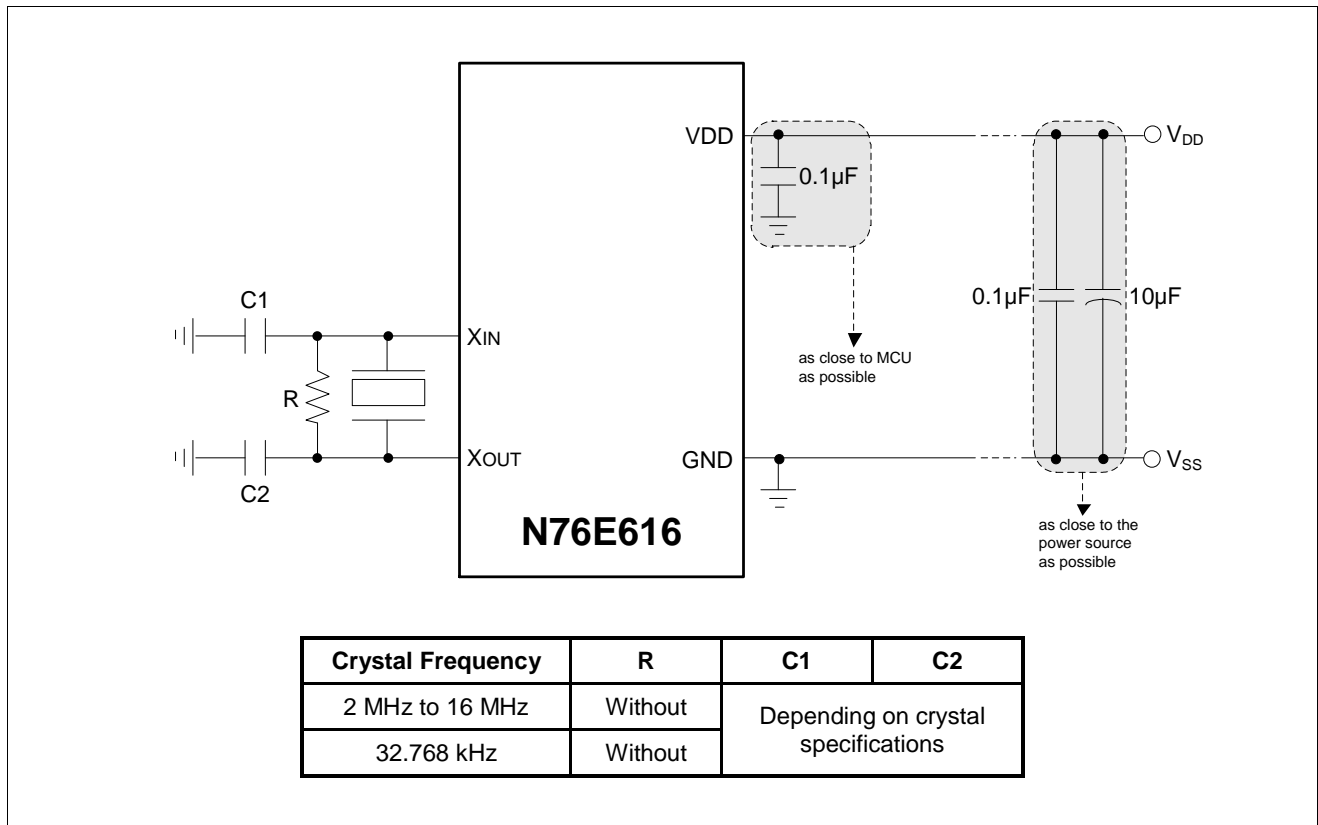 VDD
V_DD
0.1µF
0.1µF
10µF
C1
XIN
as close to MCU
as possible
R
XOUT
GND
V_SS
C2
N76E616
as close to the
power source
as possible
Crystal Frequency R C1 C2
2 MHz to 16 MHz Without Depending on crystal
specifications
32.768 kHz Without